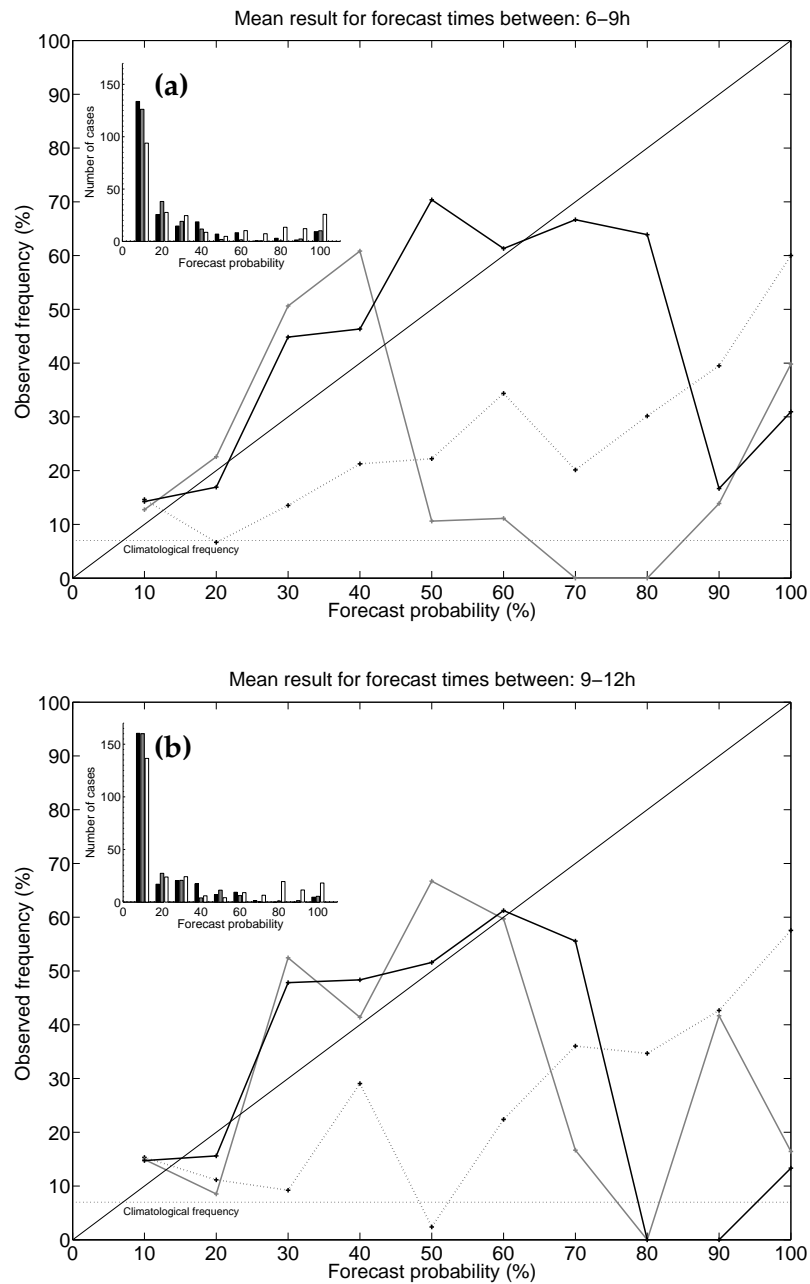 Mean result for forecast times between: 6−9h
100
90
80
70
60
50
40
30
20
10
0
Observed frequency (%)
(a)
150
100
50
0
Number of cases
0 20 40 60 80 100
Forecast probability
Climatological frequency
0 10 20 30 40 50 60 70 80 90 100
Forecast probability (%)
Mean result for forecast times between: 9−12h
100
90
80
70
60
50
40
30
20
10
0
Observed frequency (%)
(b)
150
100
50
0
Number of cases
0 20 40 60 80 100
Forecast probability
Climatological frequency
0 10 20 30 40 50 60 70 80 90 100
Forecast probability (%)